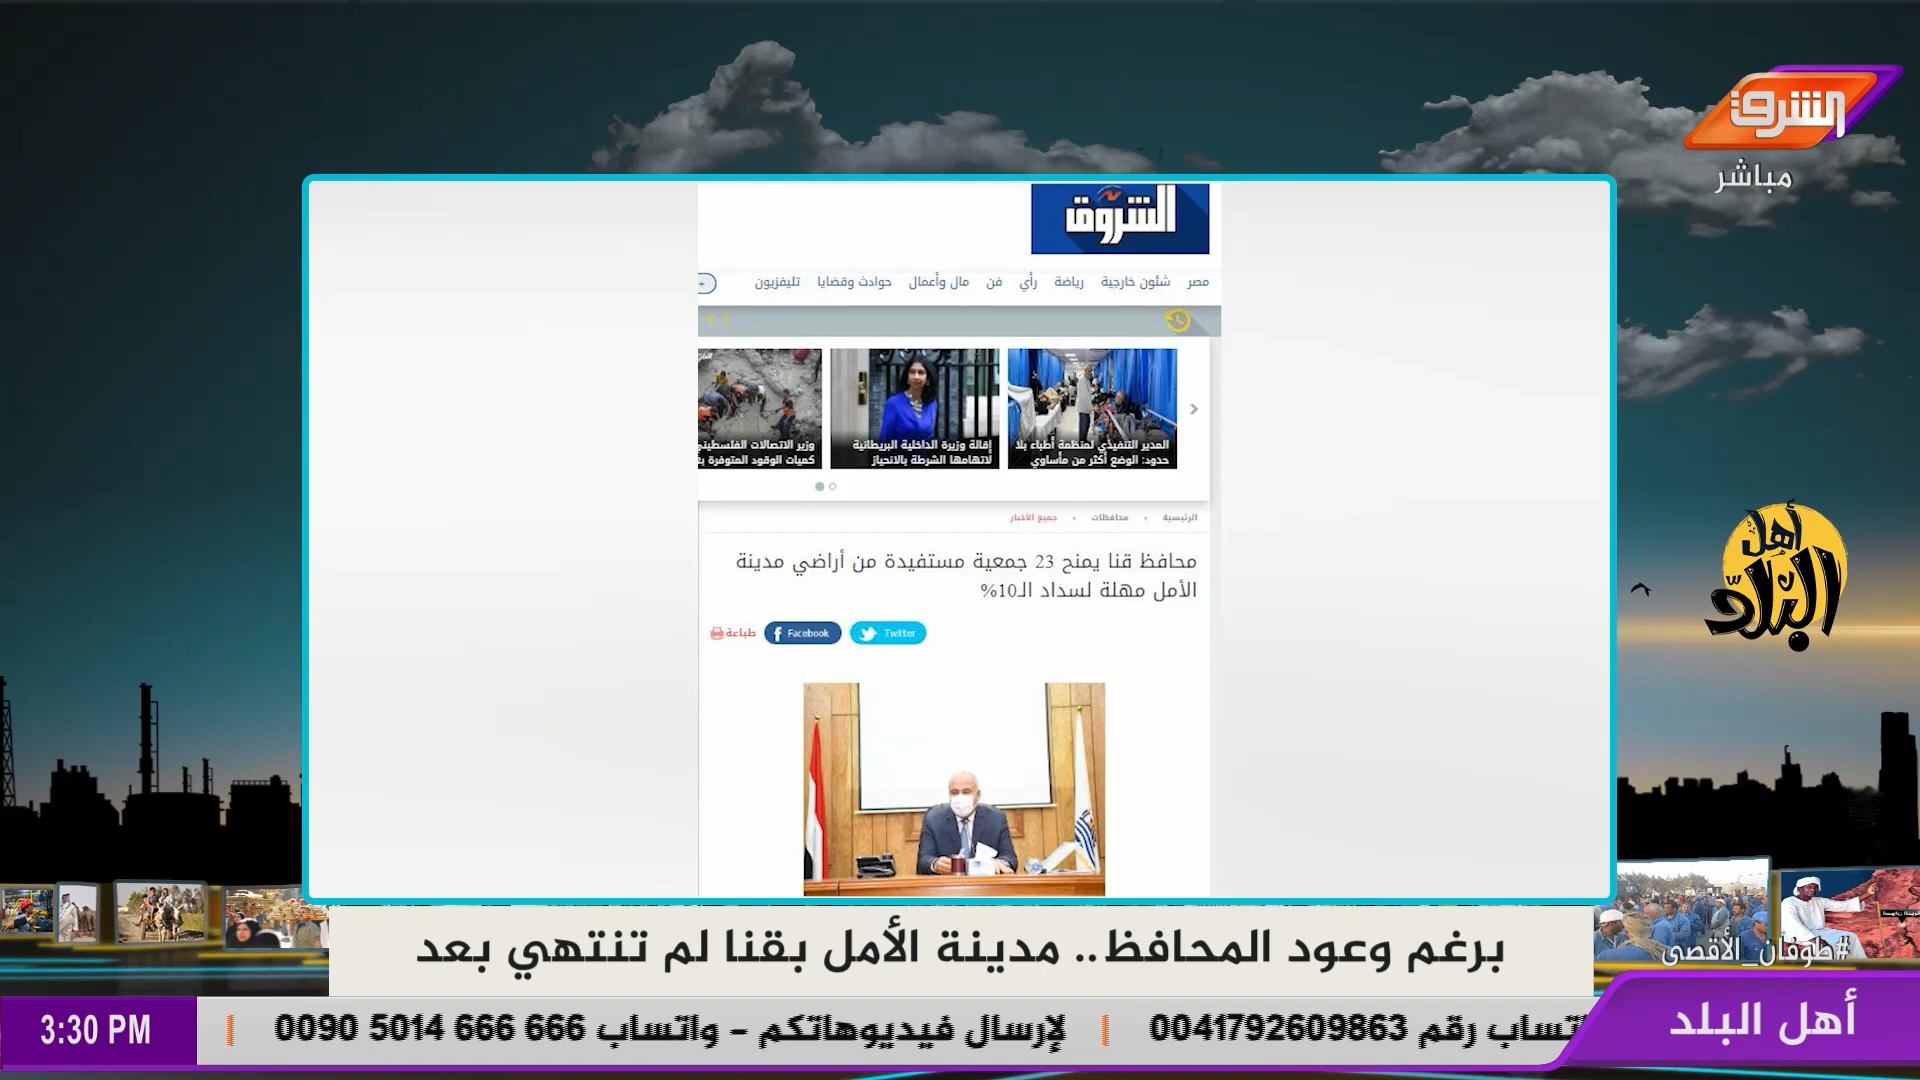 الشرق
مباشر
الشروق
مصر شئون خارجية رياضة رأي فن مال وأعمال حوادث وقضايا تليفزيون
المدير التنفيذي لمنظمة أطباء بلا
حدود: الوضع أكثر من مأساوي
إقالة وزيرة الداخلية البريطانية
لاتهامها الشرطة بالانحياز
وزير الاتصالات الفلسطيني
كميات الوقود المتوفرة
الرئيسية › محافظات › جميع الأخبار
محافظ قنا يمنح 23 جمعية مستفيدة من أراضي مدينة
الأمل مهلة لسداد الـ10%
Twitter
Facebook
طباعة
أهل البلد
برغم وعود المحافظ.. مدينة الأمل بقنا لم تنتهي بعد
#طوفان_الأقصى
أهل البلد
رقم 0041792609863 | لإرسال فيديوهاتكم - واتساب 666 666 5014 0090 |
3:30 PM